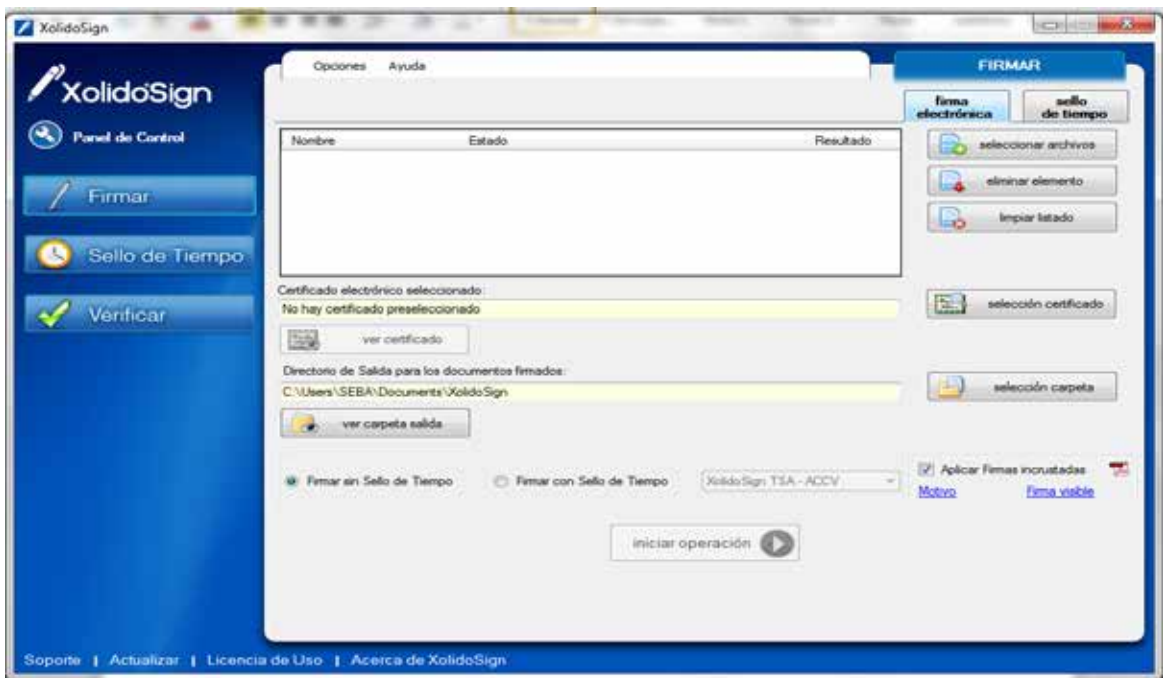 XolidoSign
XolidoSign
Panel de Control
Firmar
Sello de Tiempo
Verificar
Opciones Ayuda
FIRMAR
firma electrónica
sello de tiempo
Nombre Estado Resultado
seleccionar archivos
eliminar elemento
limpiar listado
Certificado electrónico seleccionado:
No hay certificado preseleccionado
selección certificado
ver certificado
Directorio de Salida para los documentos firmados:
C:\Users\SEBA\Documents\XolidoSign
selección carpeta
ver carpeta salida
Firmar sin Sello de Tiempo
Firmar con Sello de Tiempo
XolidoSign TSA - ACCV
Aplicar Firmas incrustadas
Motivo
Firma visible
iniciar operación
Soporte | Actualizar | Licencia de Uso | Acerca de XolidoSign